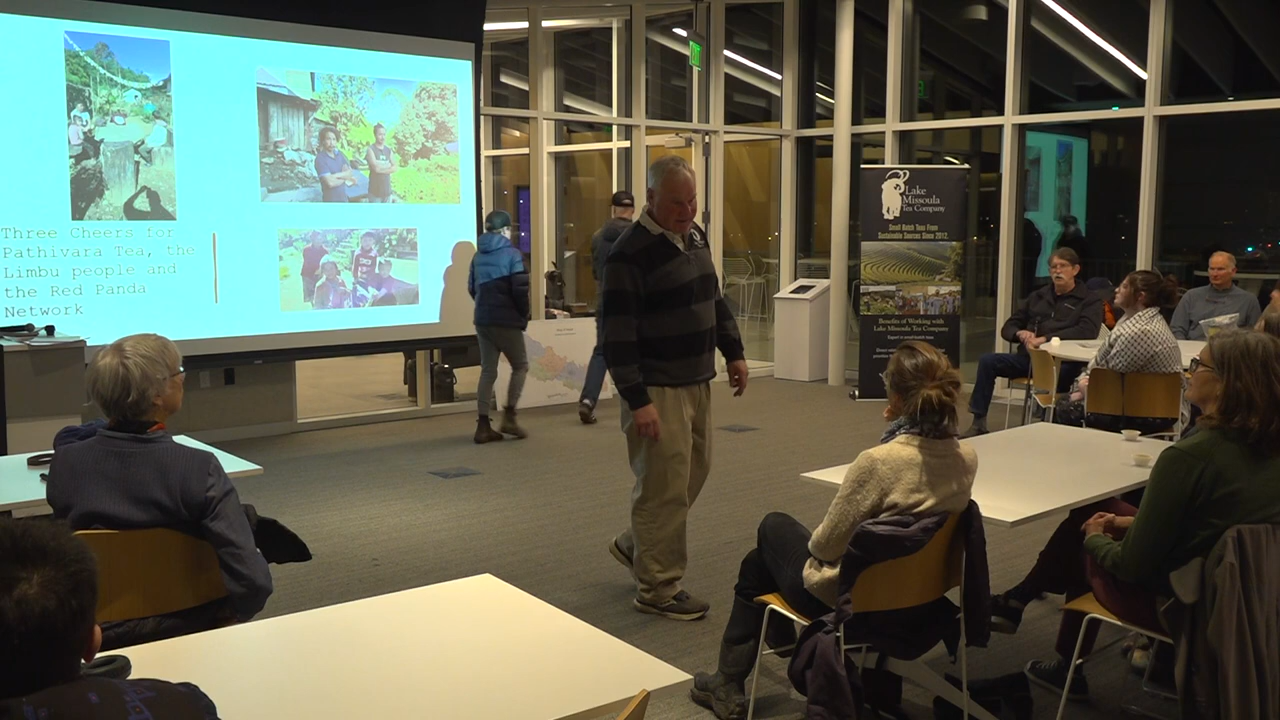 Three Cheers for
Pathivara Tea, the
Limbu people and
the Red Panda
Network
EXIT
Lake
Missoula
Tea Company
Small Batch Teas From
Sustainable Sources Since 2012.
Benefits of Working with
Lake Missoula Tea Company